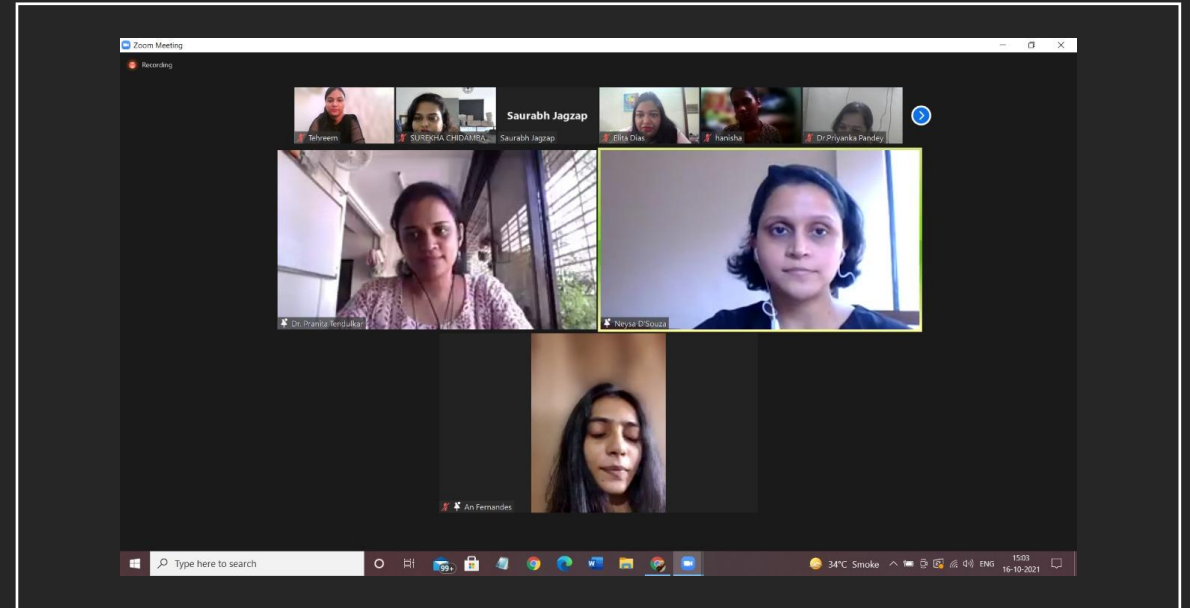 Zoom Meeting
Recording
Saurabh Jagzap
Tehreem
SUREKHA CHIDAMBA...
Saurabh Jagzap
Elita Dias
hanisha
Dr.Priyanka Pandey
Dr. Pranita Tendulkar
Neysa D'Souza
An Fernandes
Type here to search
99+
34°C Smoke
ENG
15:03
16-10-2021